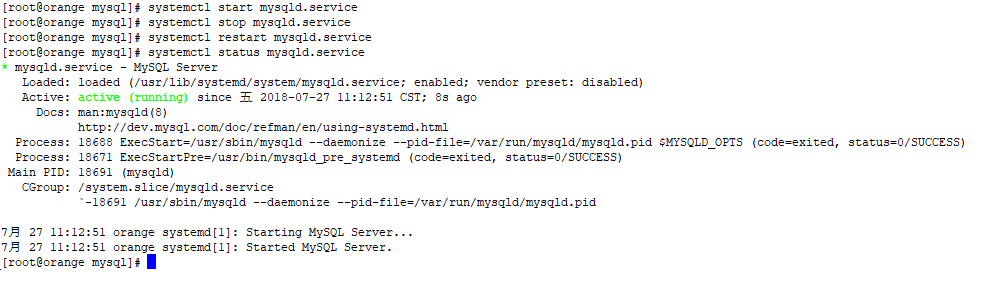 [root@orange mysql]# systemctl start mysqld.service
[root@orange mysql]# systemctl stop mysqld.service
[root@orange mysql]# systemctl restart mysqld.service
[root@orange mysql]# systemctl status mysqld.service
* mysqld.service - MySQL Server
   Loaded: loaded (/usr/lib/systemd/system/mysqld.service; enabled; vendor preset: disabled)
   Active: active (running) since 五 2018-07-27 11:12:51 CST; 8s ago
     Docs: man:mysqld(8)
           http://dev.mysql.com/doc/refman/en/using-systemd.html
  Process: 18688 ExecStart=/usr/sbin/mysqld --daemonize --pid-file=/var/run/mysqld/mysqld.pid $MYSQLD_OPTS (code=exited, status=0/SUCCESS)
  Process: 18671 ExecStartPre=/usr/bin/mysqld_pre_systemd (code=exited, status=0/SUCCESS)
 Main PID: 18691 (mysqld)
   CGroup: /system.slice/mysqld.service
           `-18691 /usr/sbin/mysqld --daemonize --pid-file=/var/run/mysqld/mysqld.pid
7月 27 11:12:51 orange systemd[1]: Starting MySQL Server...
7月 27 11:12:51 orange systemd[1]: Started MySQL Server.
[root@orange mysql]#